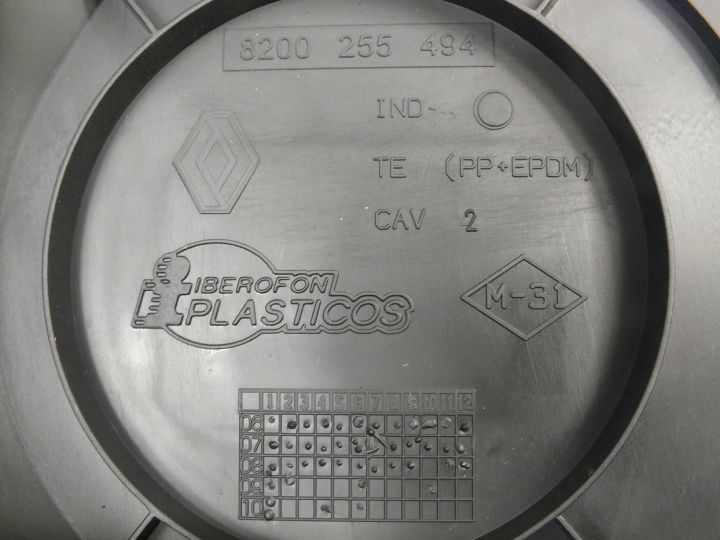 8200 255 494
IND
TE (PP+EPDM)
CAV 2
IBEROFON
PLASTICOS
M-31
1 2 3 4 5 6 7 8 9 10 11 12
06
07
08
09
10